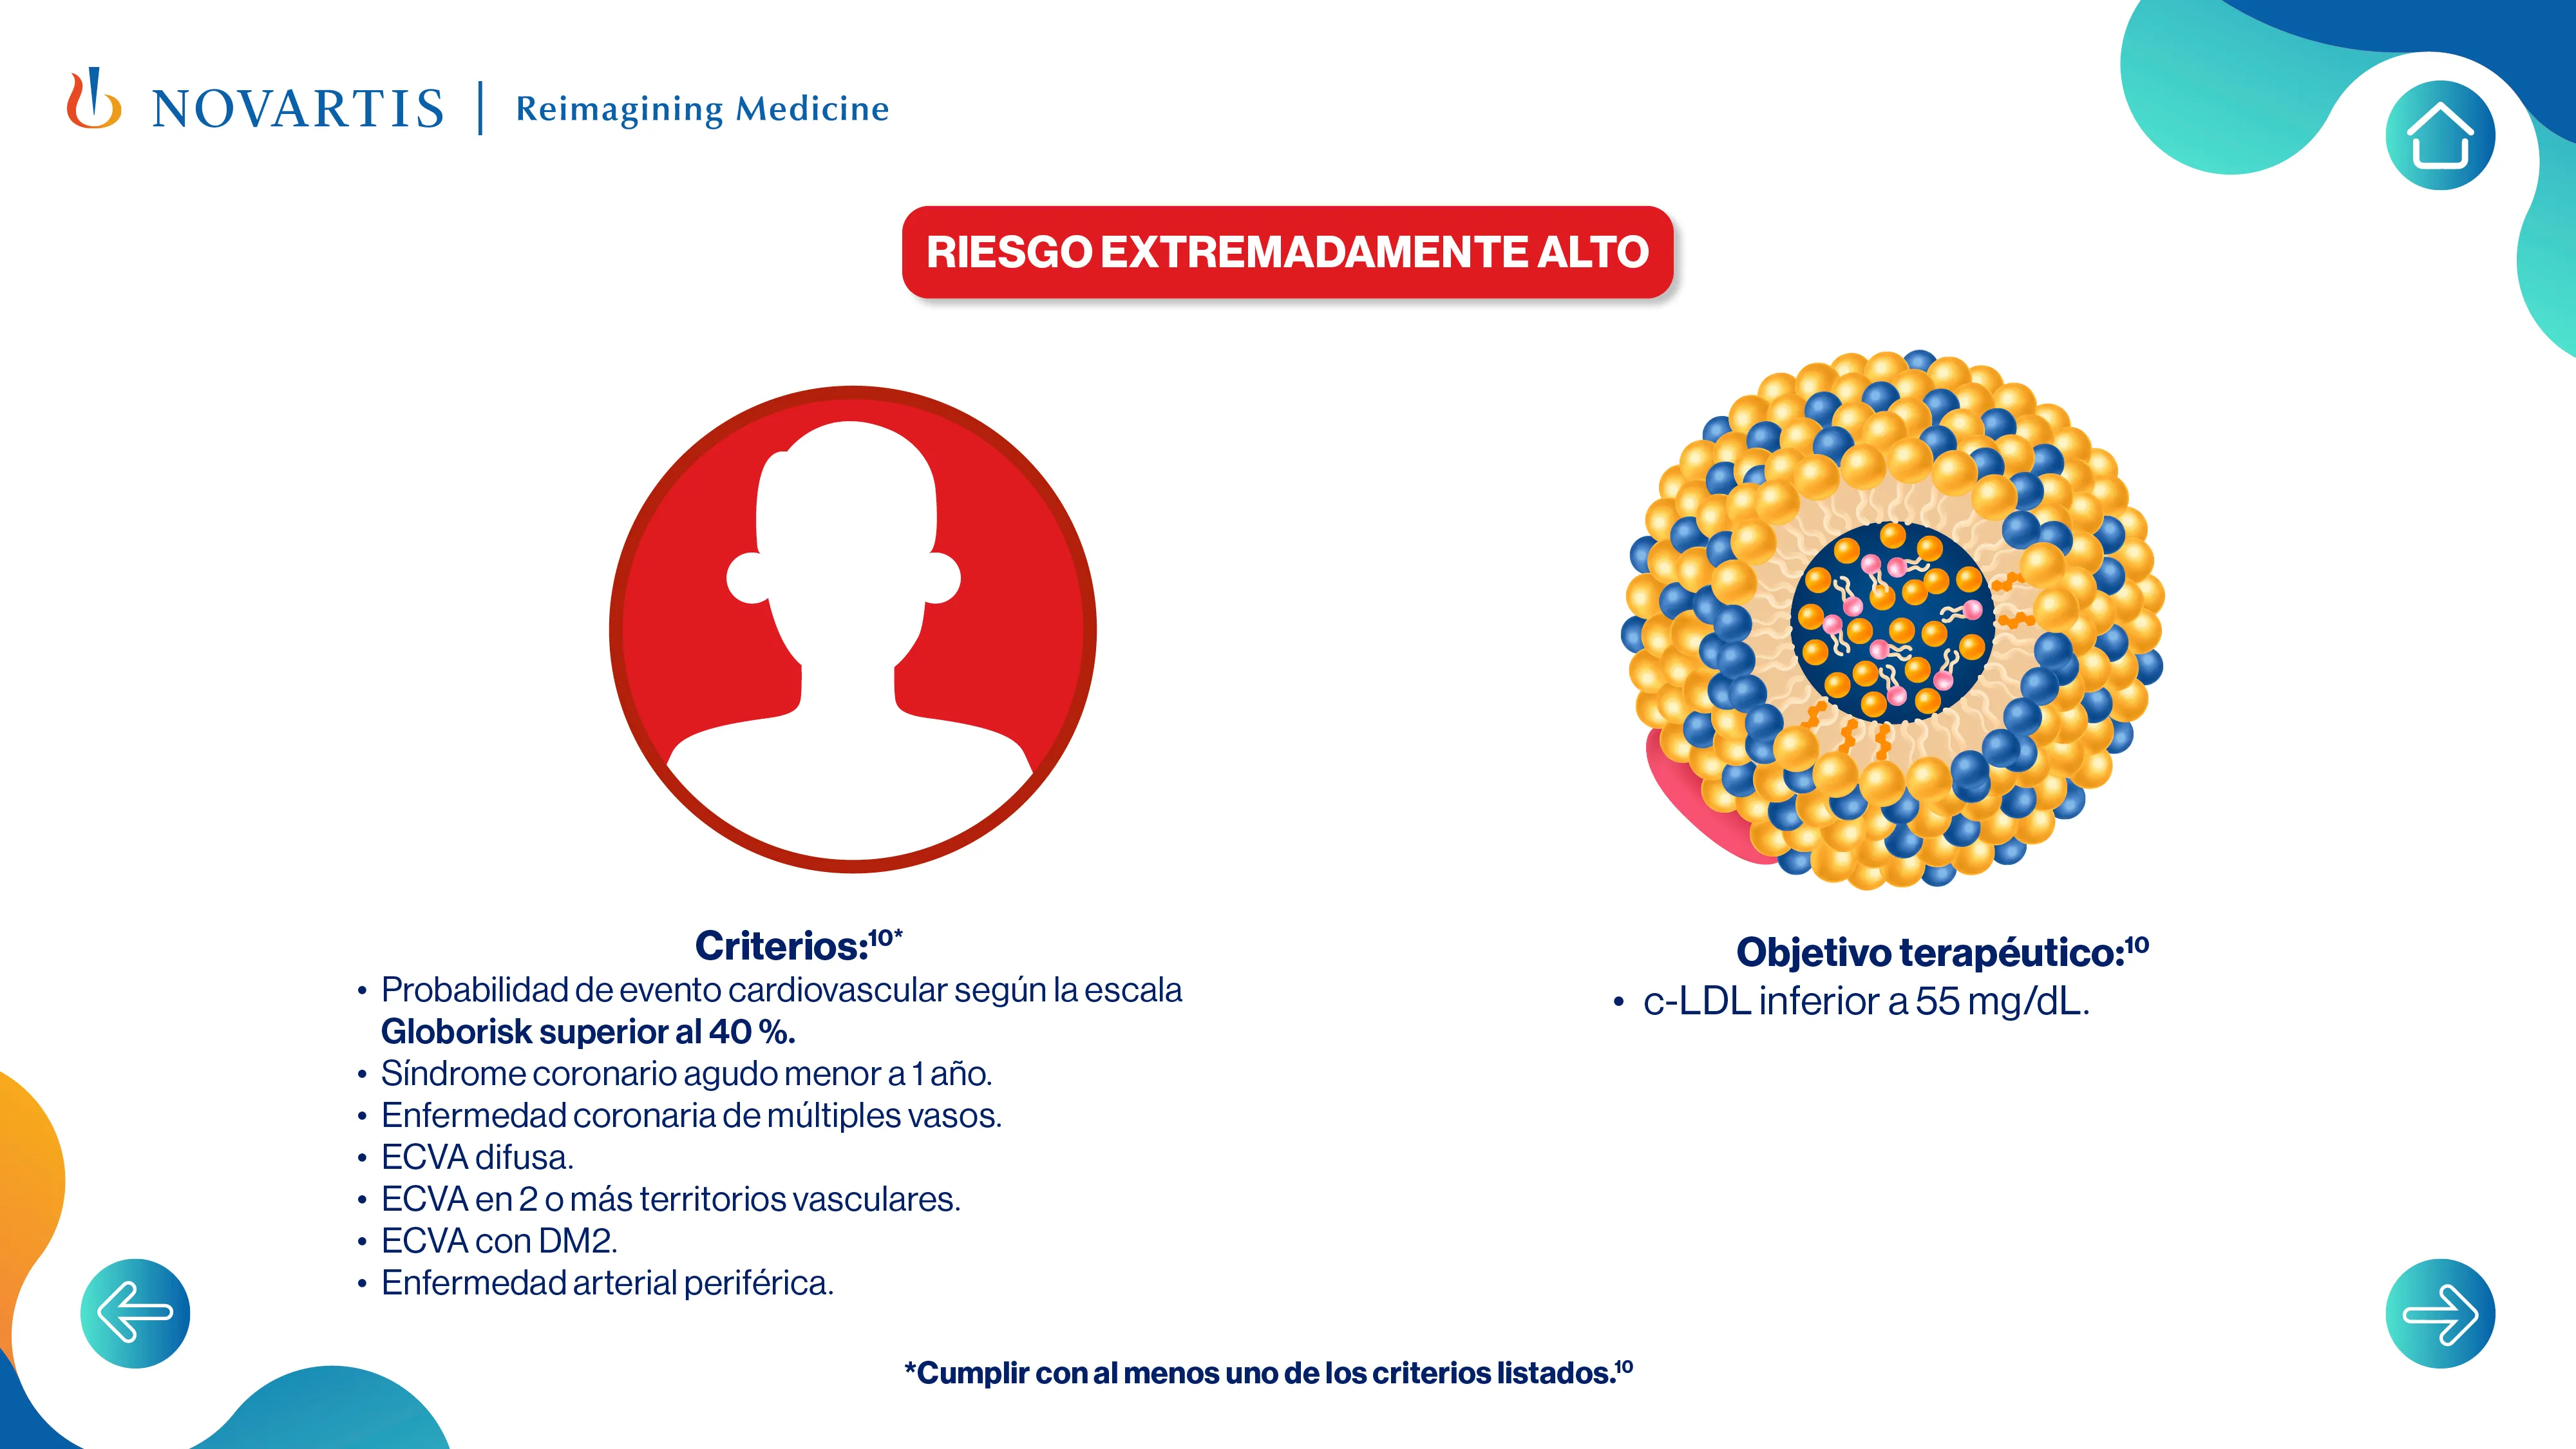 NOVARTIS | Reimagining Medicine
RIESGO EXTREMADAMENTE ALTO
Criterios:¹⁰*
• Probabilidad de evento cardiovascular según la escala
Globorisk superior al 40 %.
• Síndrome coronario agudo menor a 1 año.
• Enfermedad coronaria de múltiples vasos.
• ECVA difusa.
• ECVA en 2 o más territorios vasculares.
• ECVA con DM2.
• Enfermedad arterial periférica.
Objetivo terapéutico:¹⁰
• c-LDL inferior a 55 mg/dL.
*Cumplir con al menos uno de los criterios listados.¹⁰